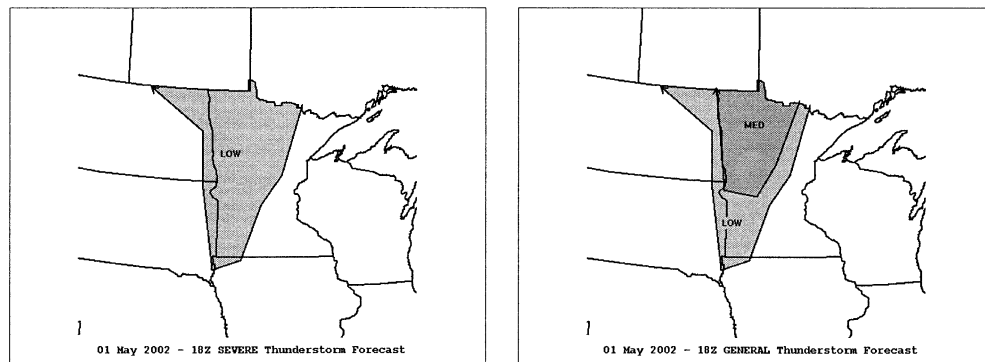 LOW
01 May 2002 - 18Z SEVERE Thunderstorm Forecast
MED
LOW
01 May 2002 - 18Z GENERAL Thunderstorm Forecast